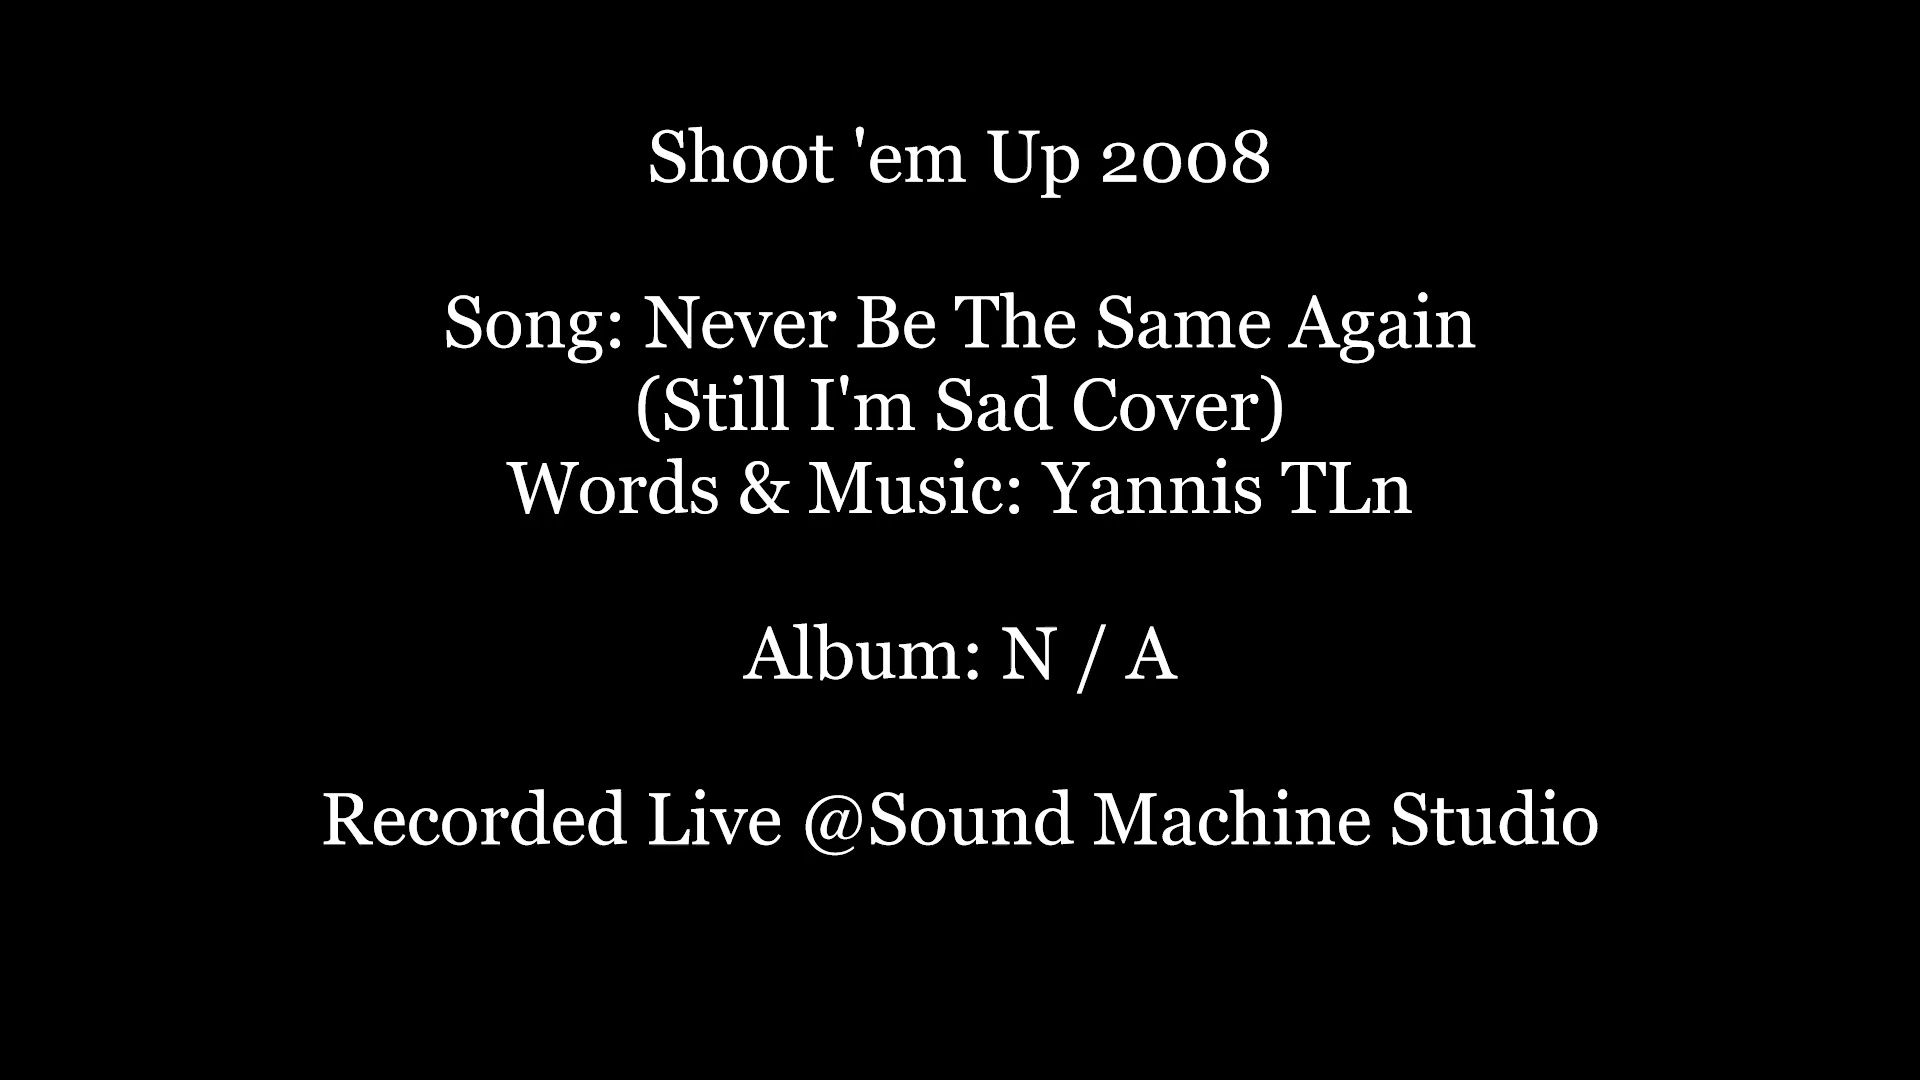 Shoot 'em Up 2008
Song: Never Be The Same Again
(Still I'm Sad Cover)
Words & Music: Yannis TLn
Album: N / A
Recorded Live @Sound Machine Studio